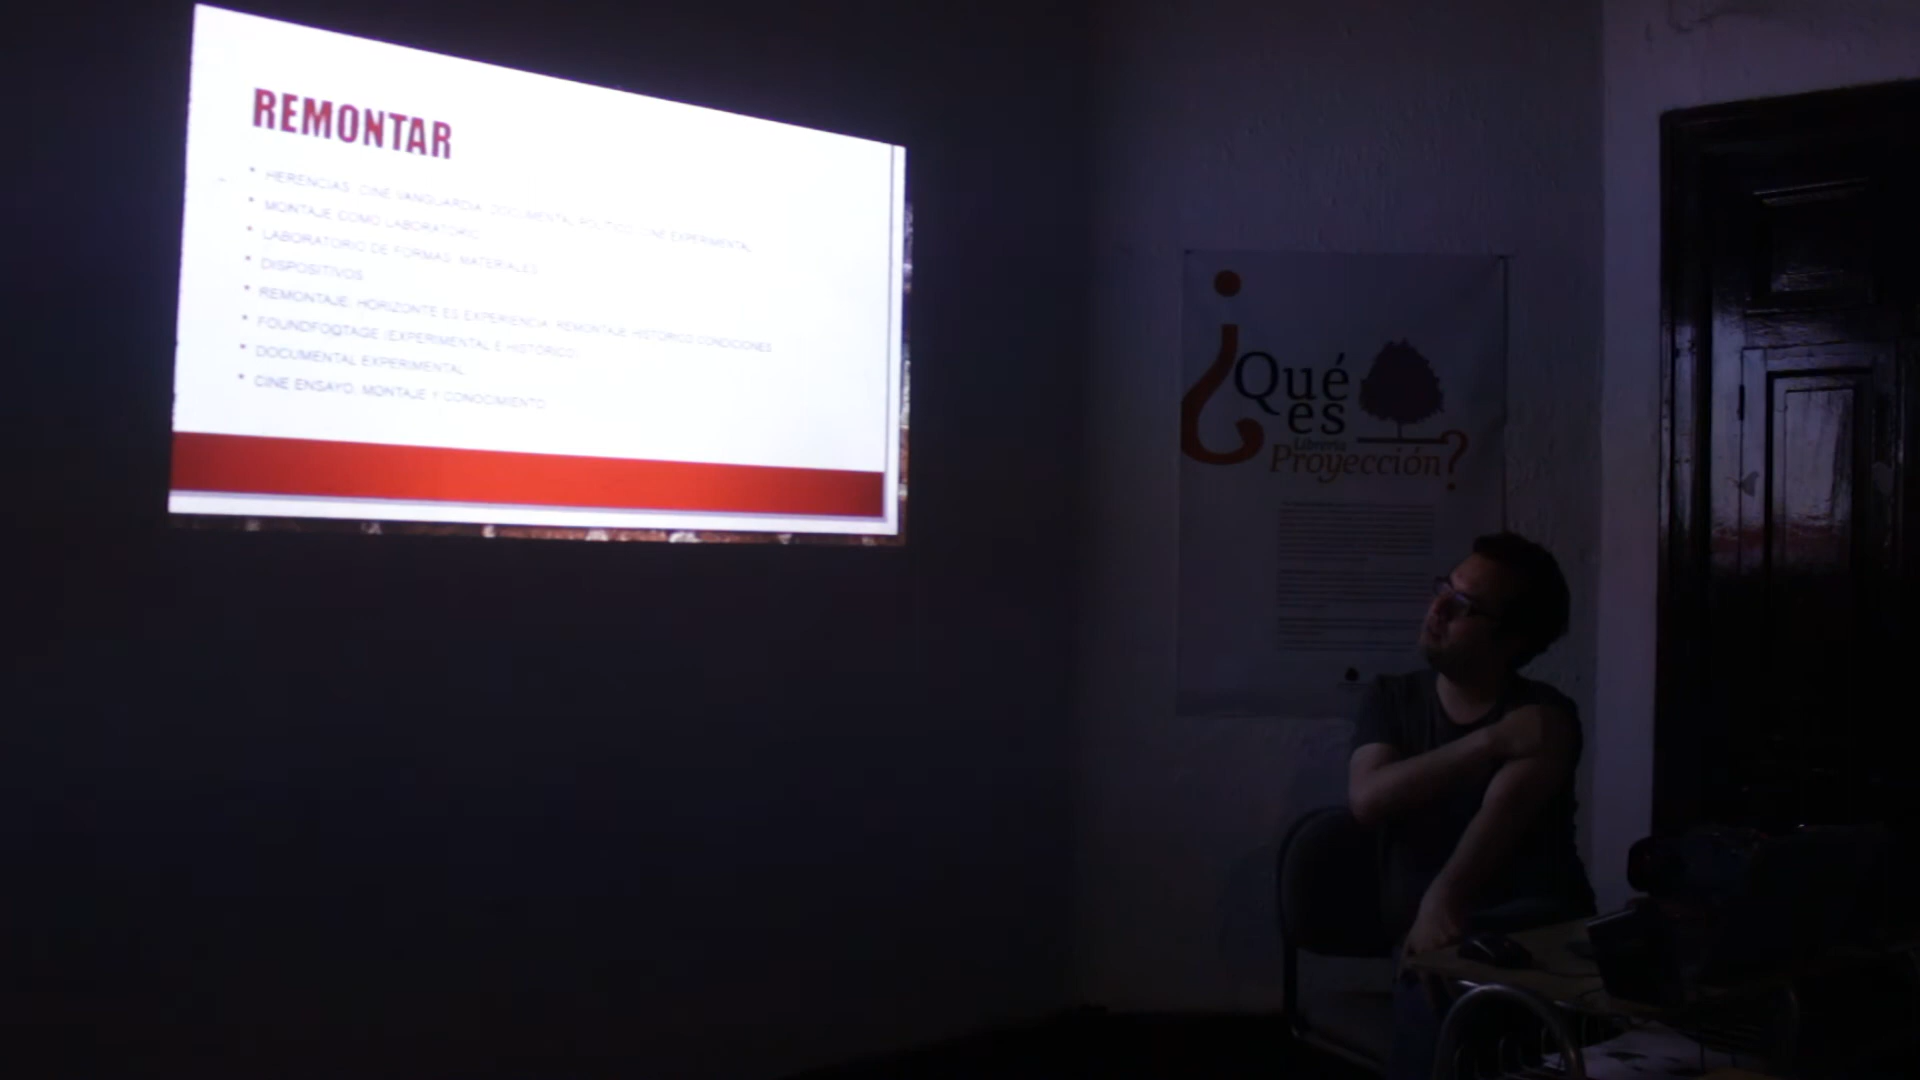 REMONTAR
• HERENCIAS: CINE VANGUARDIA, DOCUMENTAL POLÍTICO, CINE EXPERIMENTAL
• MONTAJE COMO LABORATORIO
• LABORATORIO DE FORMAS, MATERIALES
• DISPOSITIVOS
• REMONTAJE: HORIZONTE ES EXPERIENCIA. REMONTAJE HISTÓRICO CONDICIONES
• FOUNDFOOTAGE (EXPERIMENTAL E HISTÓRICO)
• DOCUMENTAL EXPERIMENTAL
• CINE ENSAYO: MONTAJE Y CONOCIMIENTO
¿Qué
es
Librería
Proyección?